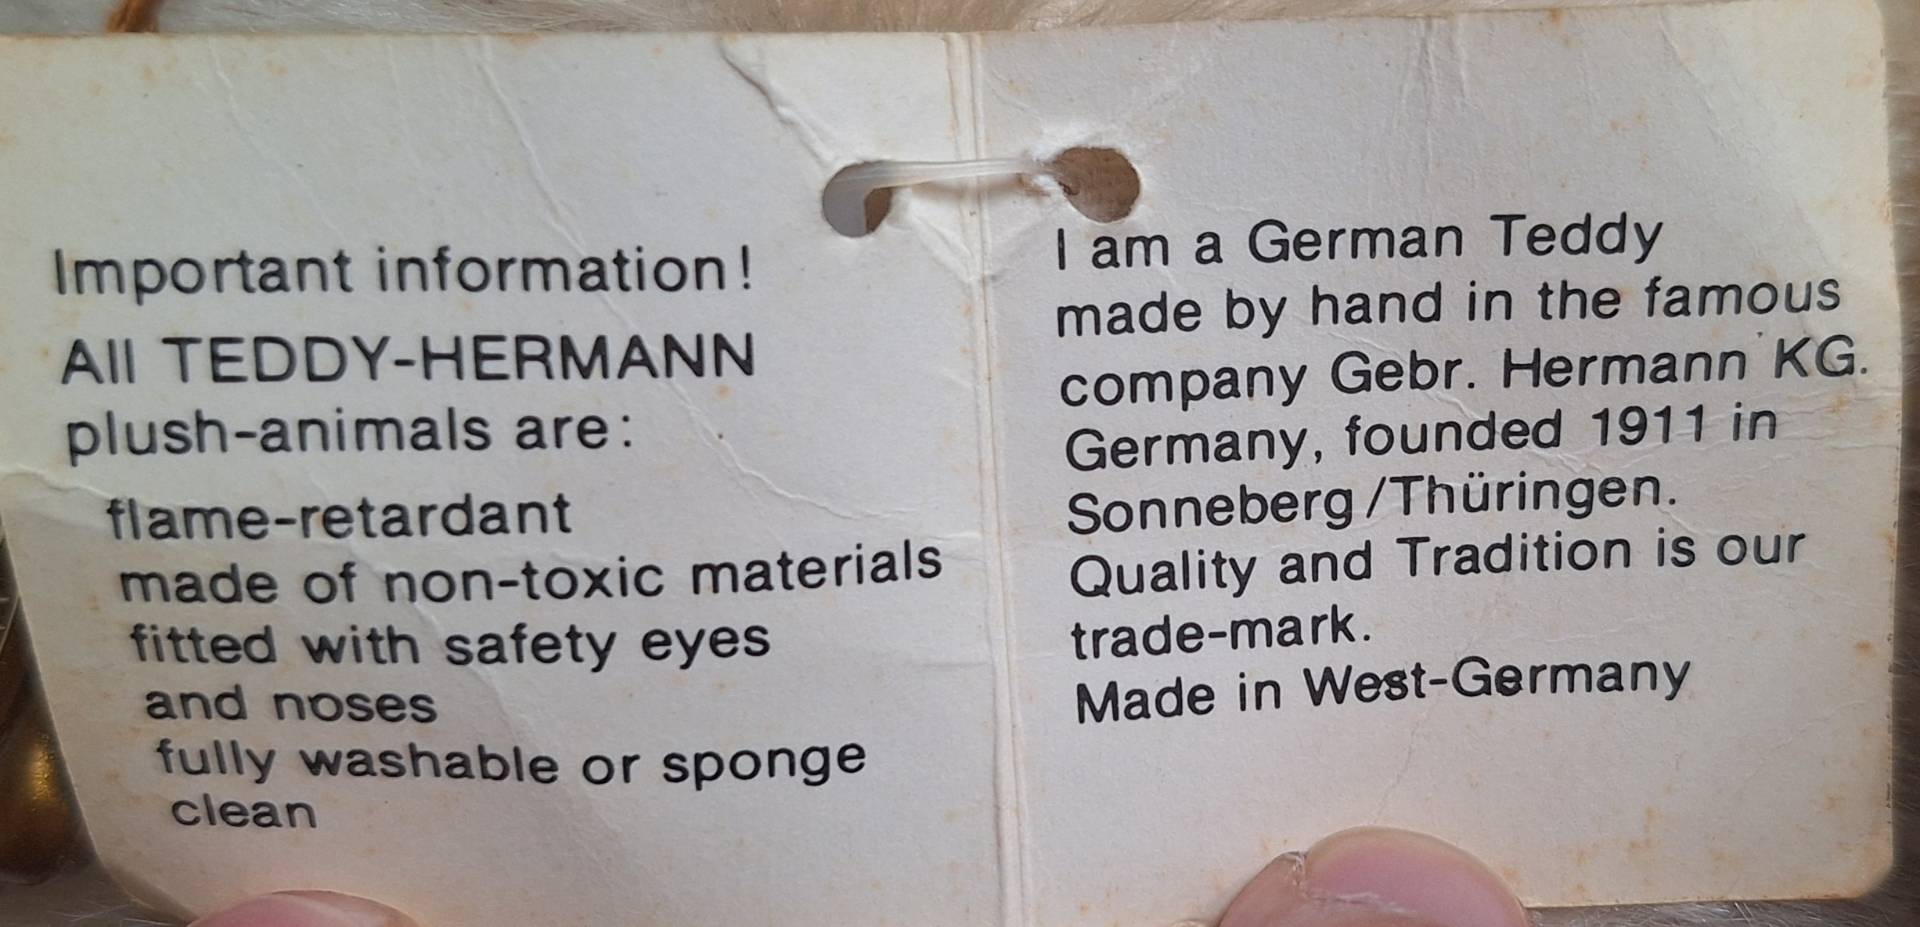 Important information!
All TEDDY-HERMANN
plush-animals are:
flame-retardant
made of non-toxic materials
fitted with safety eyes
and noses
fully washable or sponge
clean
I am a German Teddy
made by hand in the famous
company Gebr. Hermann KG.
Germany, founded 1911 in
Sonneberg/Thüringen.
Quality and Tradition is our
trade-mark.
Made in West-Germany